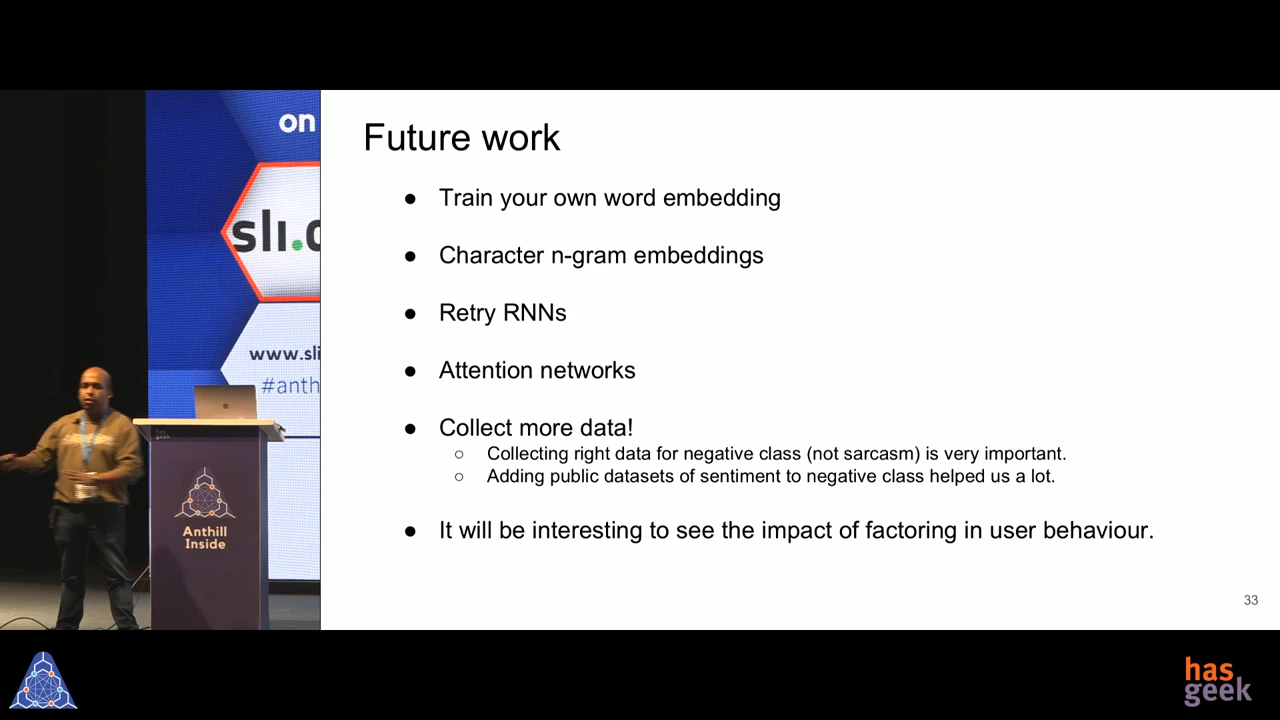 on
sli.
www.sli
#anth
has
geek
Anthill
Inside
Future work
● Train your own word embedding
● Character n-gram embeddings
● Retry RNNs
● Attention networks
● Collect more data!
○ Collecting right data for negative class (not sarcasm) is very important.
○ Adding public datasets of sentiment to negative class helped us a lot.
● It will be interesting to see the impact of factoring in user behaviour.
33
has
geek